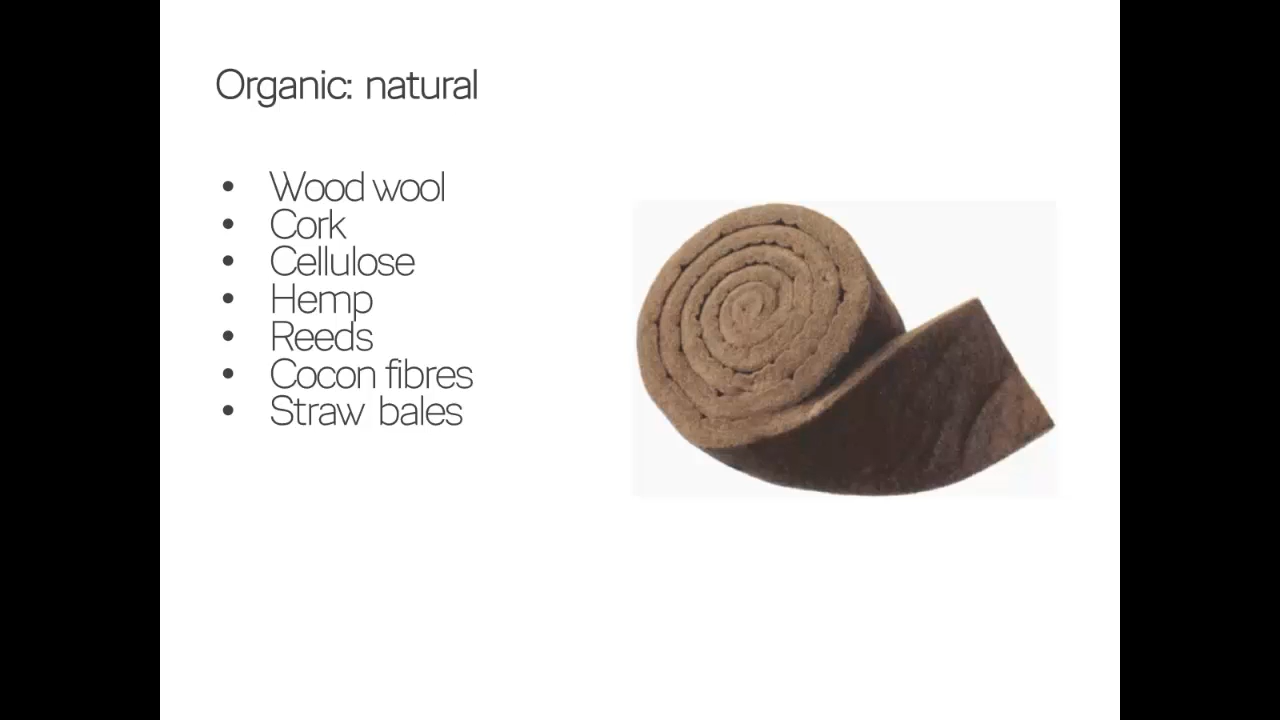 Organic: natural
• Wood wool
• Cork
• Cellulose
• Hemp
• Reeds
• Cocon fibres
• Straw bales